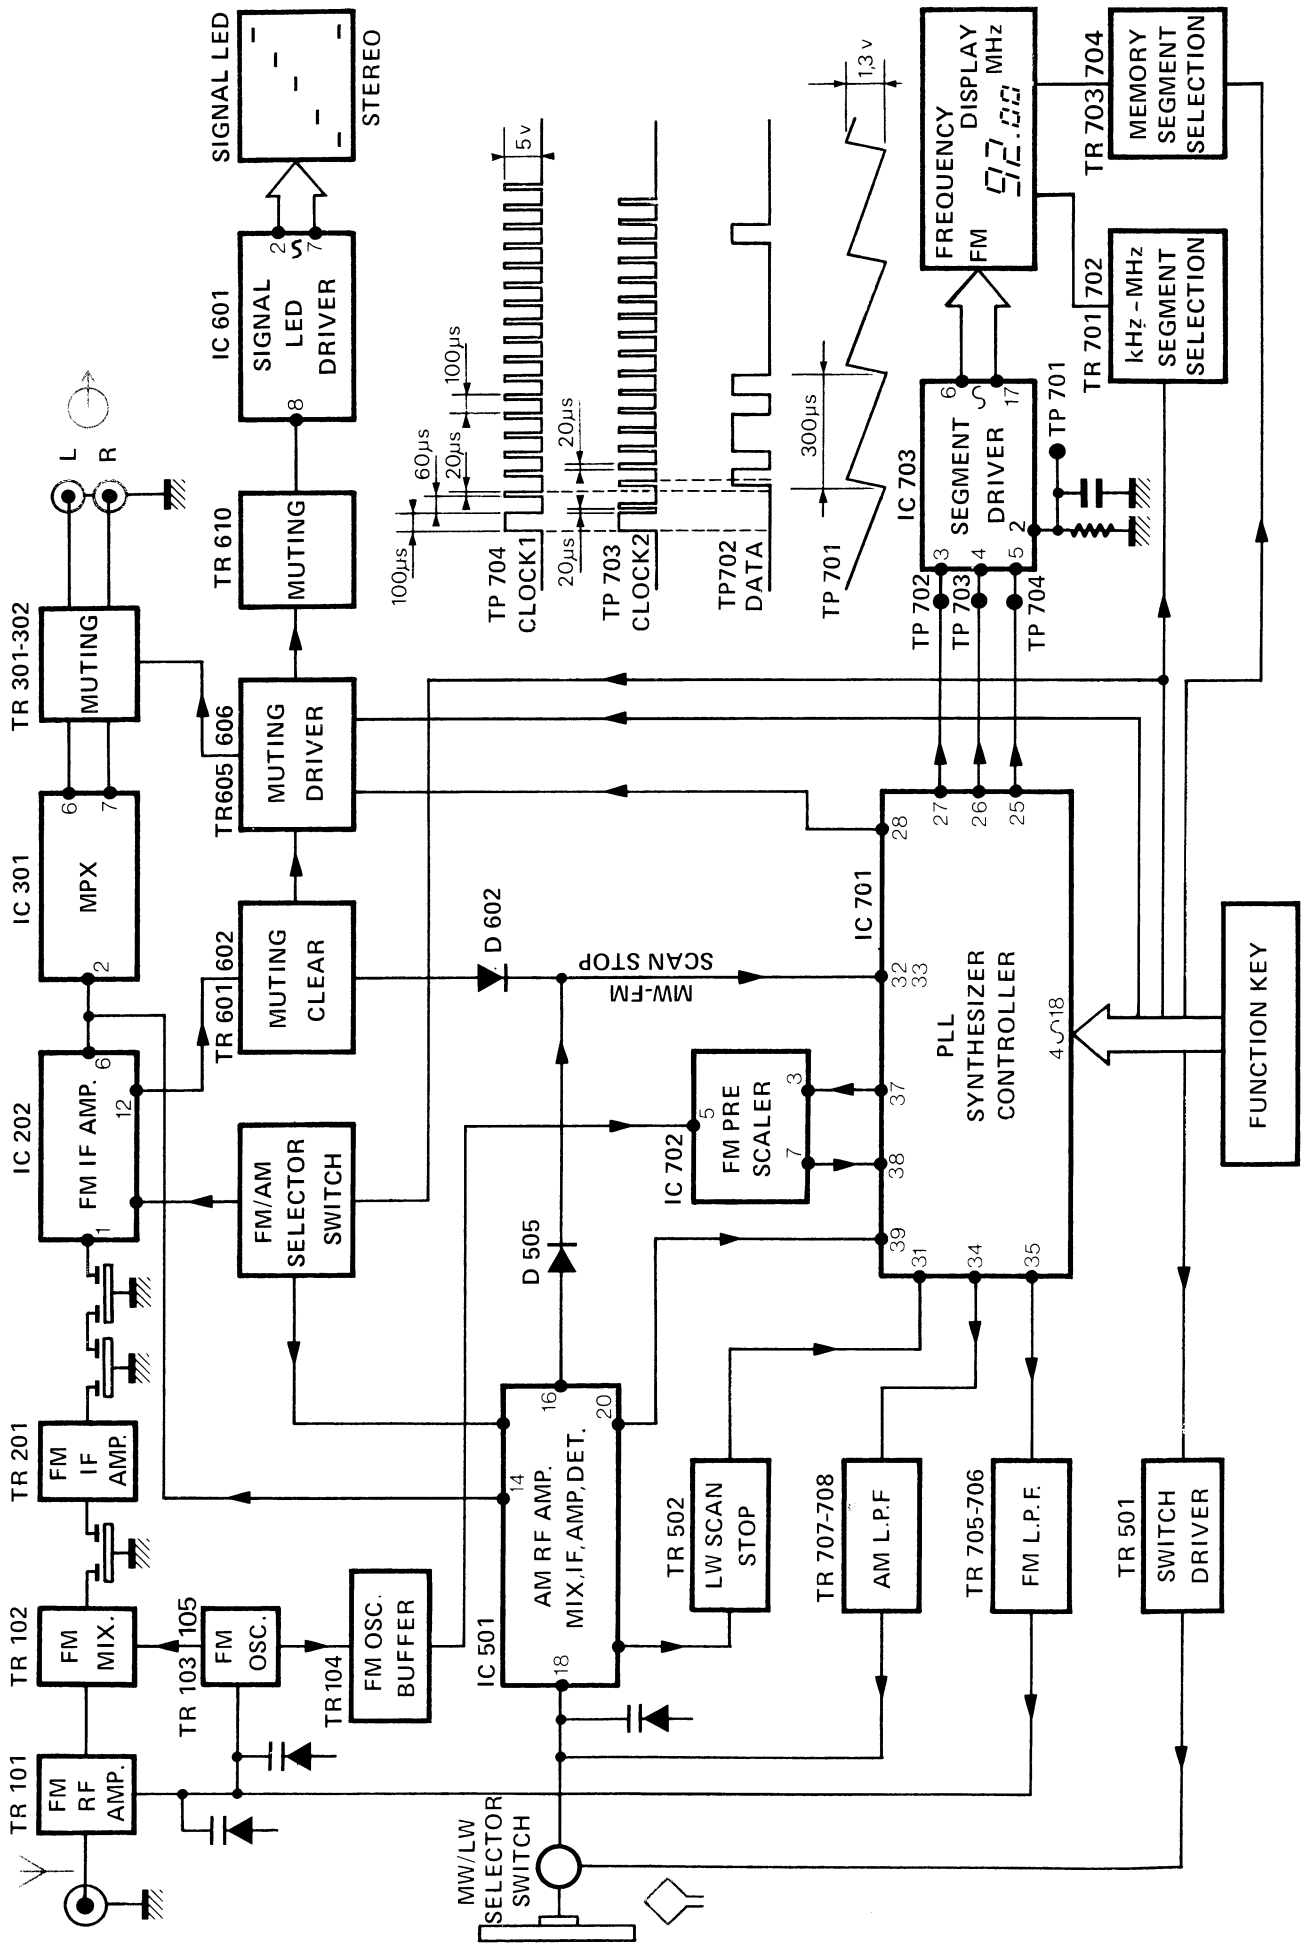 TR 101
FM
RF
AMP.
TR 102
FM
MIX.
TR 201
FM
IF
AMP.
IC 202
FM IF AMP.
1
6
12
IC 301
MPX
2
6
7
TR 301-302
MUTING
L
R
TR 103 105
FM
OSC.
TR 104
FM OSC.
BUFFER
FM/AM
SELECTOR
SWITCH
TR 601 602
MUTING
CLEAR
TR605 606
MUTING
DRIVER
TR 610
MUTING
IC 601
SIGNAL
LED
DRIVER
8
2
7
SIGNAL LED
STEREO
MW/LW
SELECTOR
SWITCH
IC 501
AM RF AMP.
MIX,IF,AMP,DET.
18
14
16
20
D 505
D 602
MW-FM
SCAN STOP
TR 502
LW SCAN
STOP
IC 702
FM PRE
SCALER
5
7
3
TR 707-708
AM L.P.F
TR 705-706
FM L.P.F.
TR 501
SWITCH
DRIVER
IC 701
PLL
SYNTHESIZER
CONTROLLER
39
38
37
32
33
28
31
34
35
27
26
25
4 18
FUNCTION KEY
100µs
60µs
20µs
100µs
5 v
TP 704
CLOCK1
20µs
20µs
TP 703
CLOCK2
TP702
DATA
TP 701
300µs
1,3 v
IC 703
SEGMENT
DRIVER
TP 702
TP 703
TP 704
3
4
5
2
6
17
TP 701
FREQUENCY
DISPLAY
FM
92.00
MHz
TR 701 702
kHz-MHz
SEGMENT
SELECTION
TR 703 704
MEMORY
SEGMENT
SELECTION